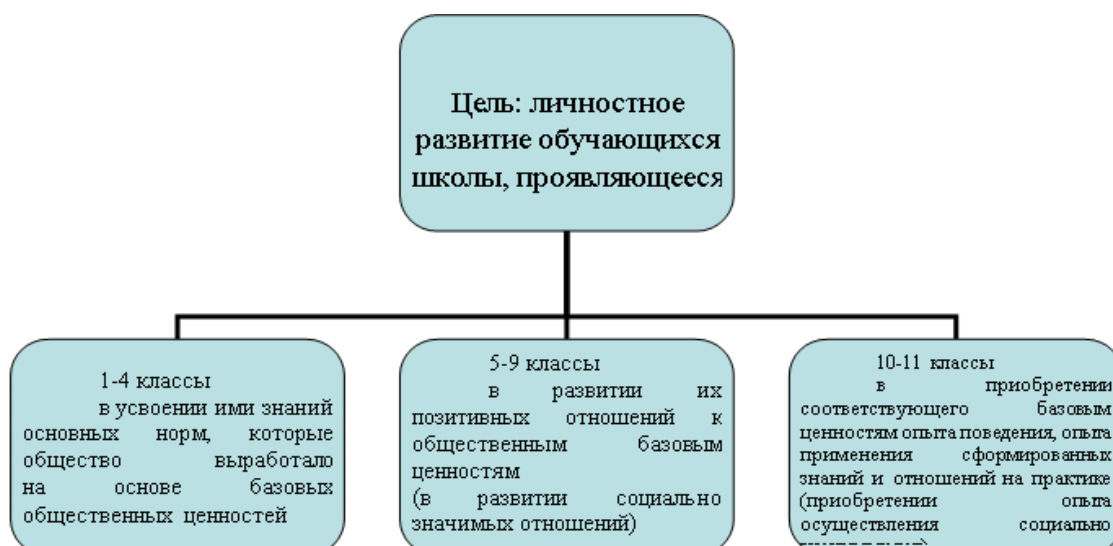 Цель: личностное
развитие обучающихся
школы, проявляющееся
1-4 классы
в усвоении ими знаний
основных норм, которые
общество выработало
на основе базовых
общественных ценностей
5-9 классы
в развитии их
позитивных отношений к
общественным базовым
ценностям
(в развитии социально
значимых отношений)
10-11 классы
в приобретении
соответствующего базовым
ценностям опыта поведения, опыта
применения сформированных
знаний и отношений на практике
(приобретении опыта
осуществления социально